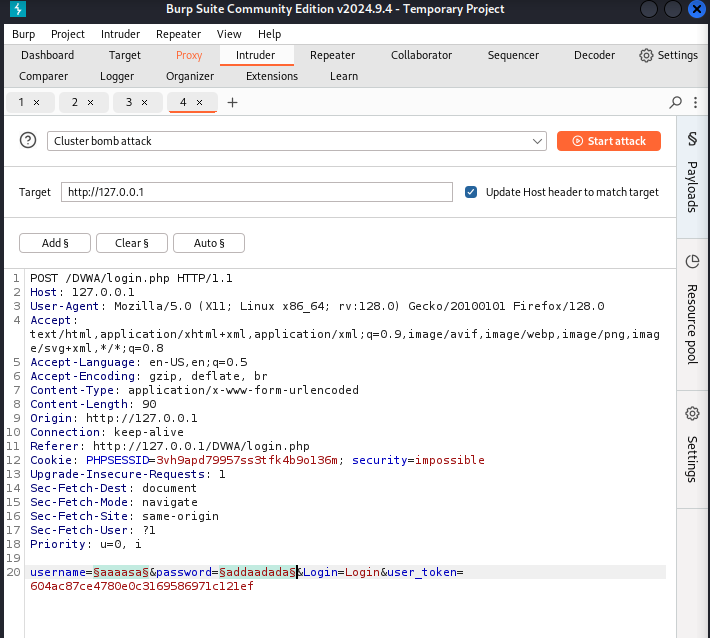 Burp Suite Community Edition v2024.9.4 - Temporary Project
Burp Project Intruder Repeater View Help
Dashboard Target Proxy Intruder Repeater Collaborator Sequencer Decoder Settings
Comparer Logger Organizer Extensions Learn
1 × 2 × 3 × 4 × +
Cluster bomb attack Start attack
Target http://127.0.0.1 Update Host header to match target
Add § Clear § Auto §
1 POST /DVWA/login.php HTTP/1.1
2 Host: 127.0.0.1
3 User-Agent: Mozilla/5.0 (X11; Linux x86_64; rv:128.0) Gecko/20100101 Firefox/128.0
4 Accept:
text/html,application/xhtml+xml,application/xml;q=0.9,image/avif,image/webp,image/png,imag
e/svg+xml,*/*;q=0.8
5 Accept-Language: en-US,en;q=0.5
6 Accept-Encoding: gzip, deflate, br
7 Content-Type: application/x-www-form-urlencoded
8 Content-Length: 90
9 Origin: http://127.0.0.1
10 Connection: keep-alive
11 Referer: http://127.0.0.1/DVWA/login.php
12 Cookie: PHPSESSID=3vh9apd79957ss3tfk4b9o136m; security=impossible
13 Upgrade-Insecure-Requests: 1
14 Sec-Fetch-Dest: document
15 Sec-Fetch-Mode: navigate
16 Sec-Fetch-Site: same-origin
17 Sec-Fetch-User: ?1
18 Priority: u=0, i
19
20 username=§aaaasa§&password=§addaadada§&Login=Login&user_token=
604ac87ce4780e0c3169586971c121ef
§ Payloads
Resource pool
Settings